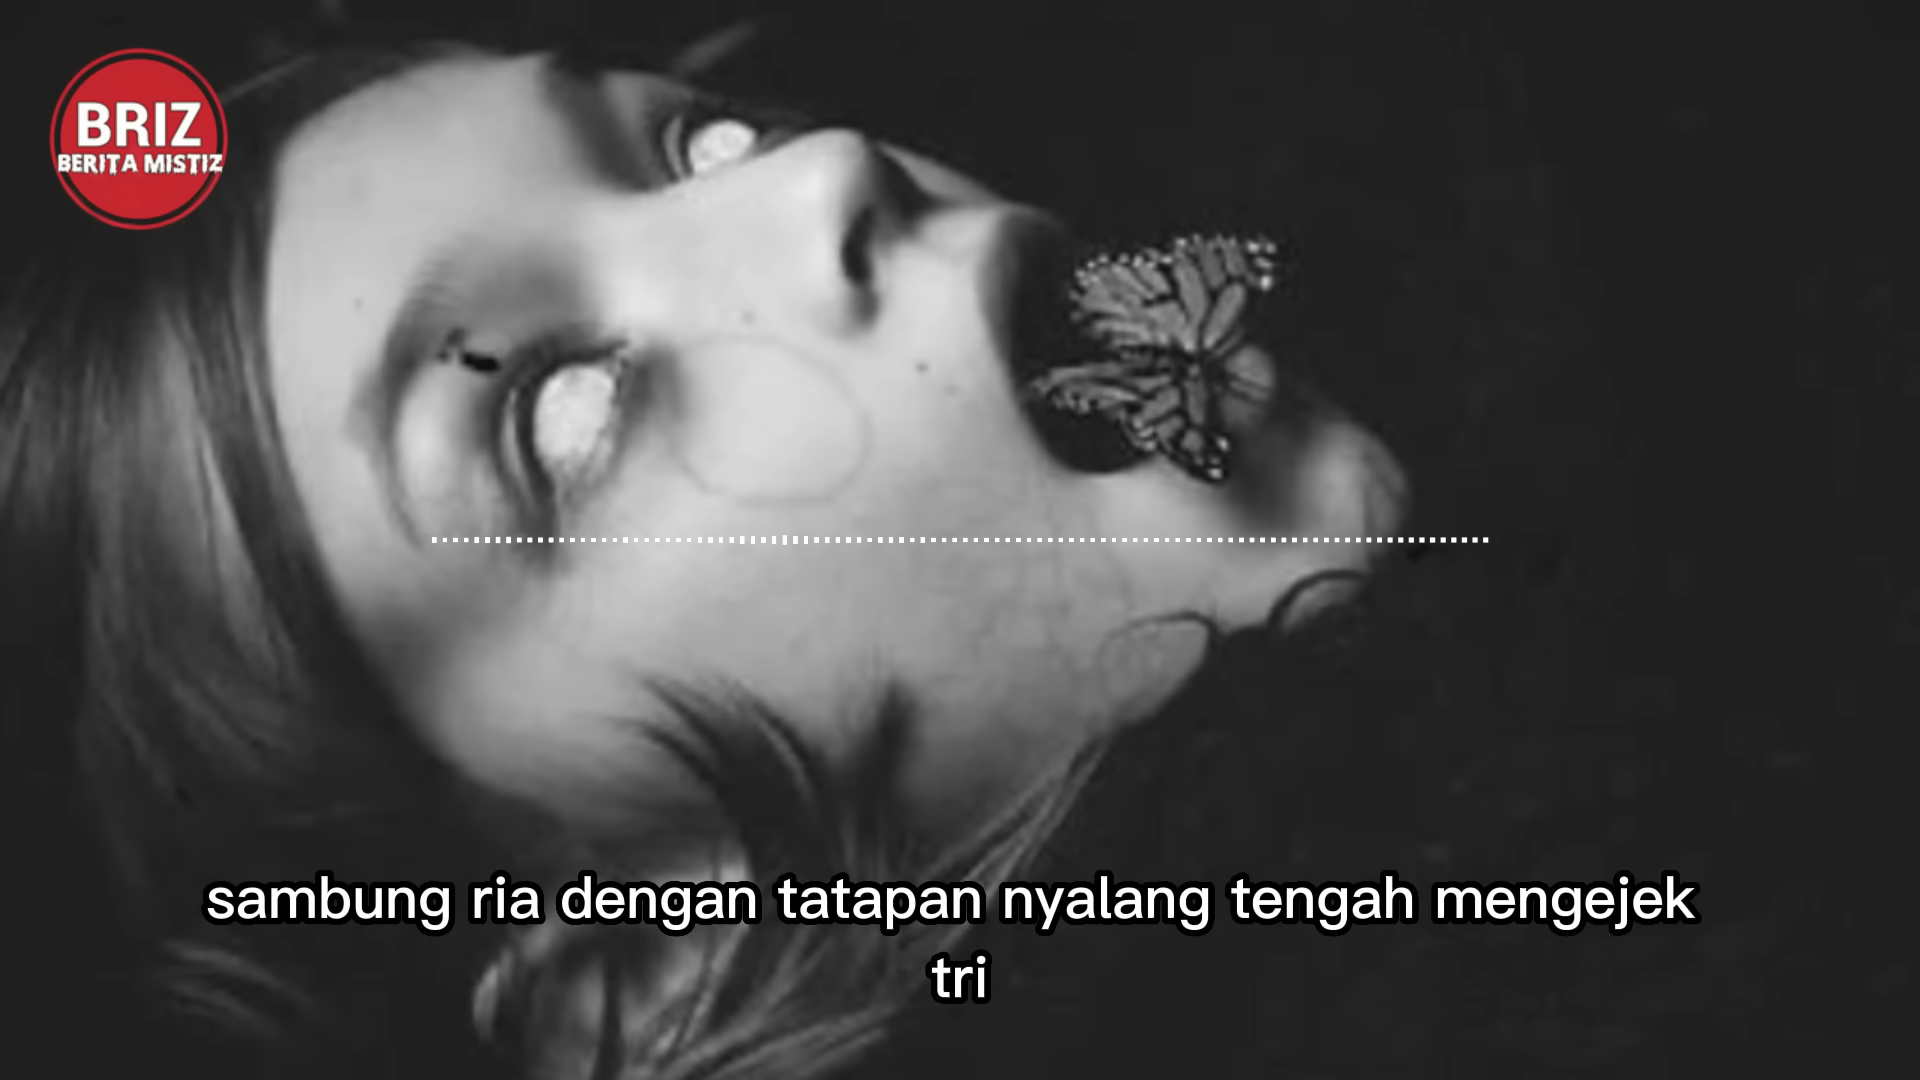 BRIZ
BERITA MISTIZ
sambung ria dengan tatapan nyalang tengah mengejek
tri